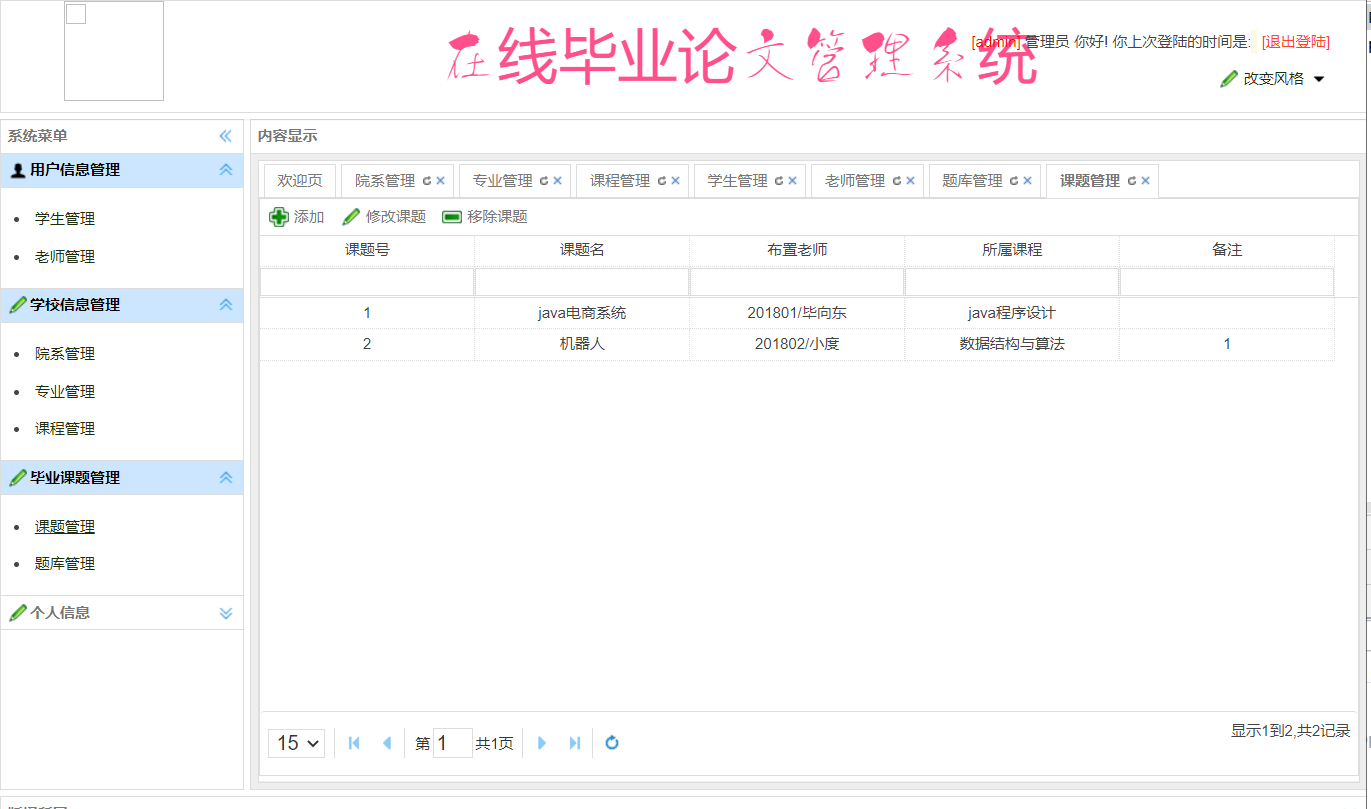 在线毕业论文管理系统
[admin] 管理员 你好! 你上次登陆的时间是: [退出登陆]
改变风格
系统菜单
用户信息管理
学生管理
老师管理
学校信息管理
院系管理
专业管理
课程管理
毕业课题管理
课题管理
题库管理
个人信息
内容显示
欢迎页 院系管理 专业管理 课程管理 学生管理 老师管理 题库管理 课题管理
添加 修改课题 移除课题
课题号 课题名 布置老师 所属课程 备注
1 java电商系统 201801/毕向东 java程序设计
2 机器人 201802/小度 数据结构与算法 1
15 第 1 共1页 显示1到2,共2记录